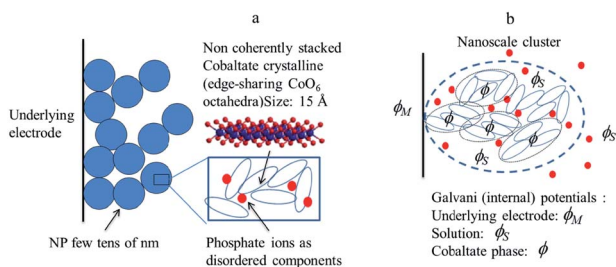 a
Non coherently stacked
Cobaltate crystalline
(edge-sharing CoO6
octahedra)Size: 15 Å
Underlying
electrode
NP few tens of nm
Phosphate ions as
disordered components
b
Nanoscale cluster
ϕM
ϕS
ϕ
ϕ
ϕ
ϕ
ϕ
ϕS
ϕS
Galvani (internal) potentials :
Underlying electrode: ϕM
Solution: ϕS
Cobaltate phase: ϕ